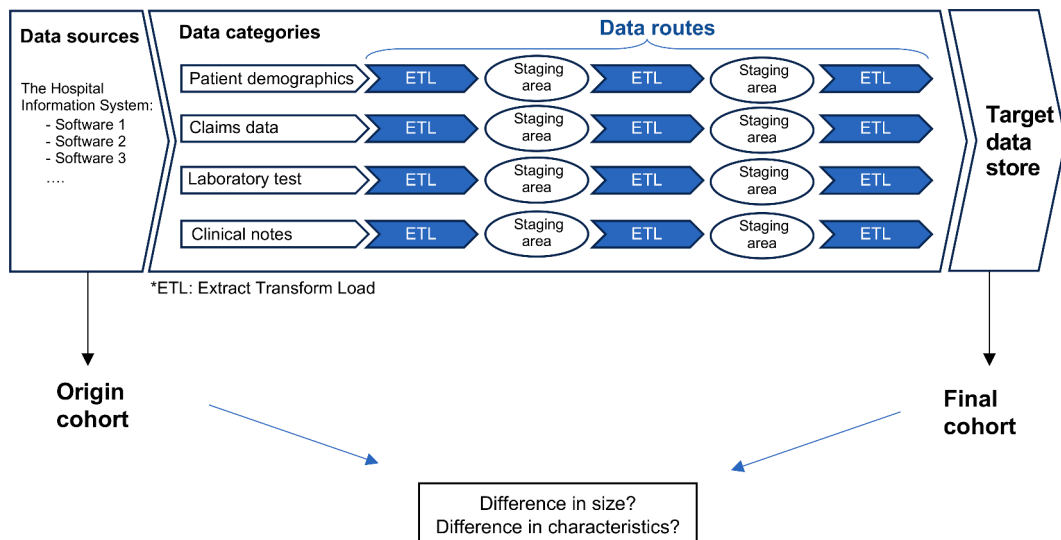 Data sources
The Hospital
Information System:
- Software 1
- Software 2
- Software 3
....
Data categories
Data routes
Patient demographics
ETL
Staging
area
ETL
Staging
area
ETL
Claims data
ETL
Staging
area
ETL
Staging
area
ETL
Laboratory test
ETL
Staging
area
ETL
Staging
area
ETL
Clinical notes
ETL
Staging
area
ETL
Staging
area
ETL
Target
data
store
*ETL: Extract Transform Load
Origin
cohort
Final
cohort
Difference in size?
Difference in characteristics?